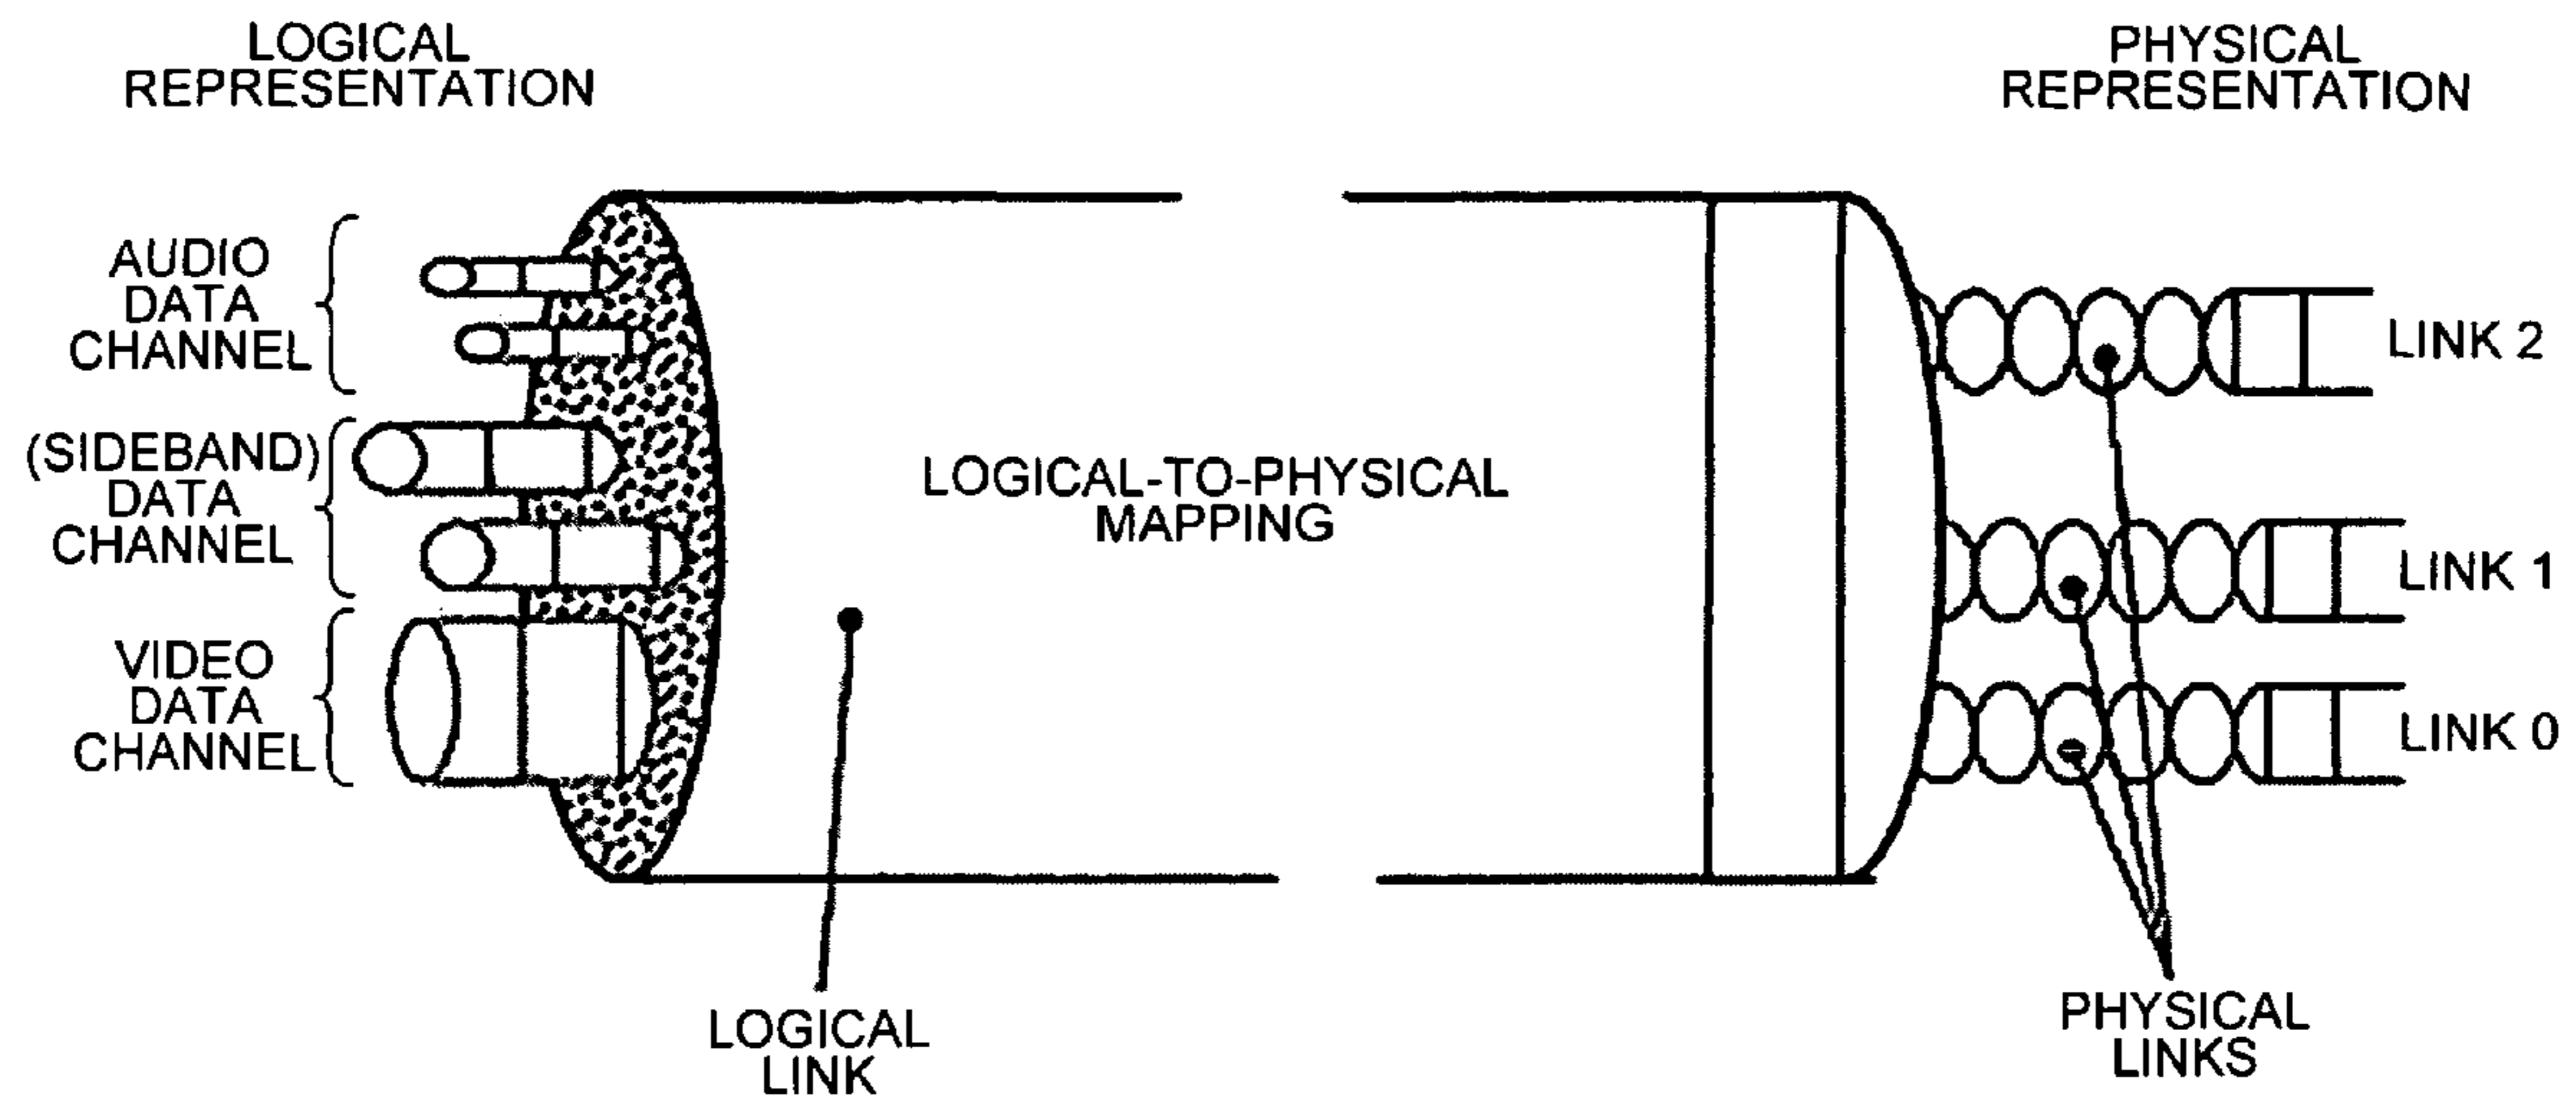 LOGICAL
REPRESENTATION
PHYSICAL
REPRESENTATION
AUDIO
DATA
CHANNEL
(SIDEBAND)
DATA
CHANNEL
VIDEO
DATA
CHANNEL
LOGICAL-TO-PHYSICAL
MAPPING
LINK 2
LINK 1
LINK 0
LOGICAL
LINK
PHYSICAL
LINKS